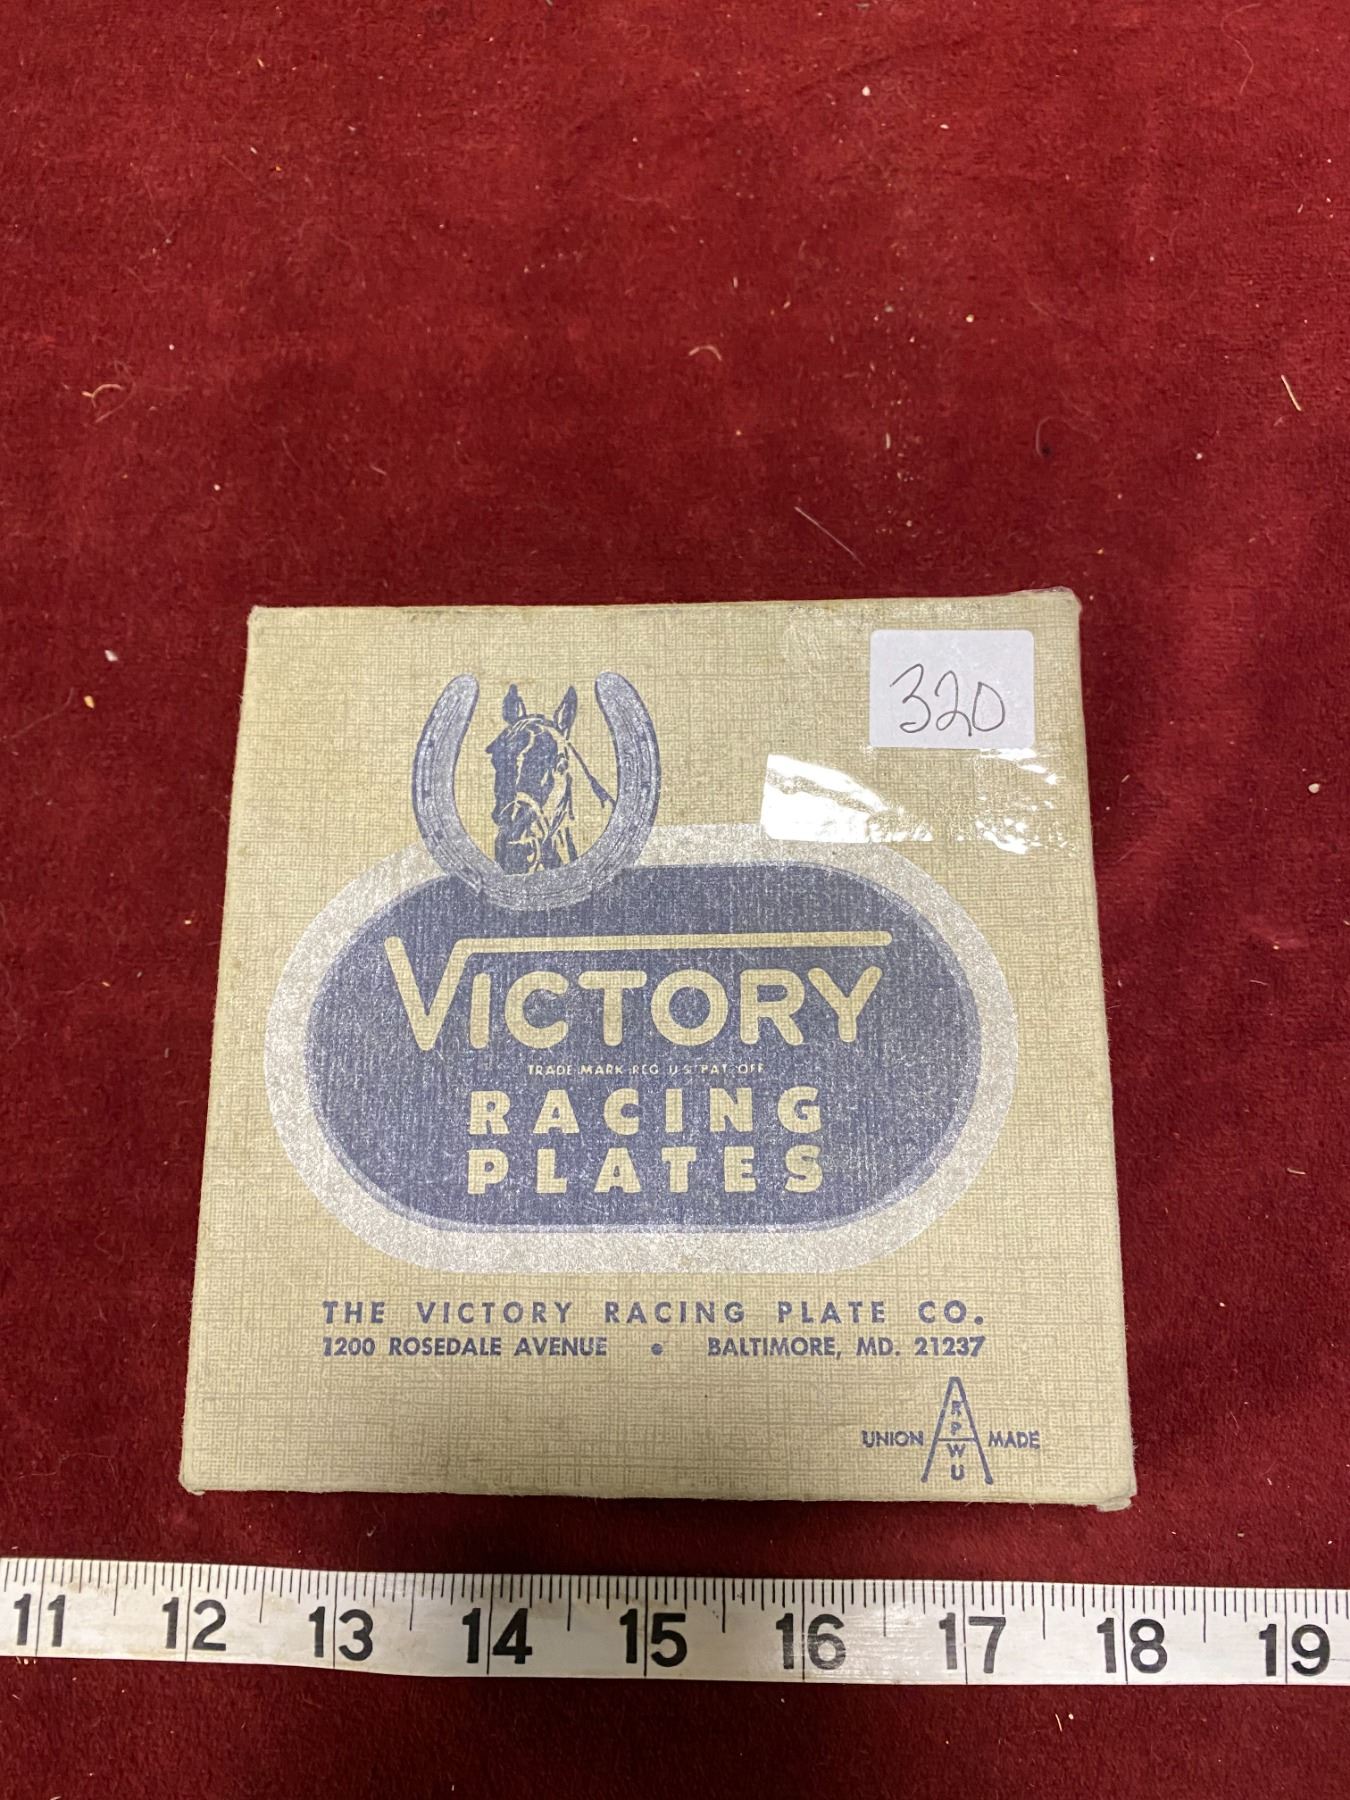 320
VICTORY
TRADE MARK REG U.S. PAT. OFF
RACING
PLATES
THE VICTORY RACING PLATE CO.
1200 ROSEDALE AVENUE • BALTIMORE, MD. 21237
UNION ARPWU MADE
11 12 13 14 15 16 17 18 19